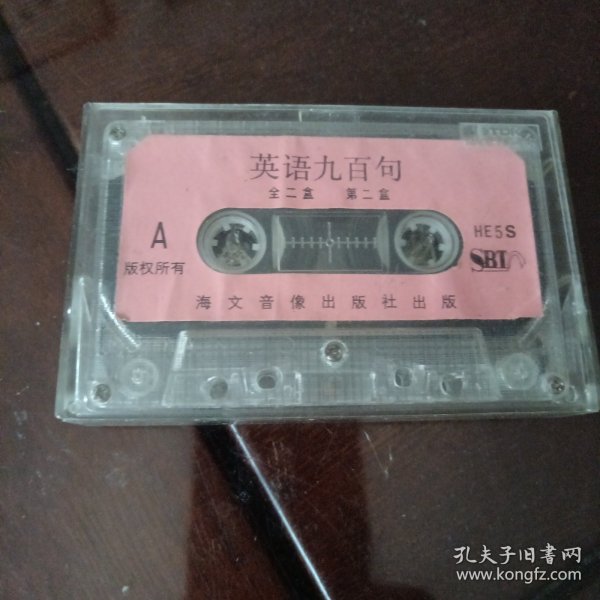 英语九百句
全二盒 第二盒
A
版权所有
HE5S
SBT
海文音像出版社出版
孔夫子旧書网
www.kongfz.com